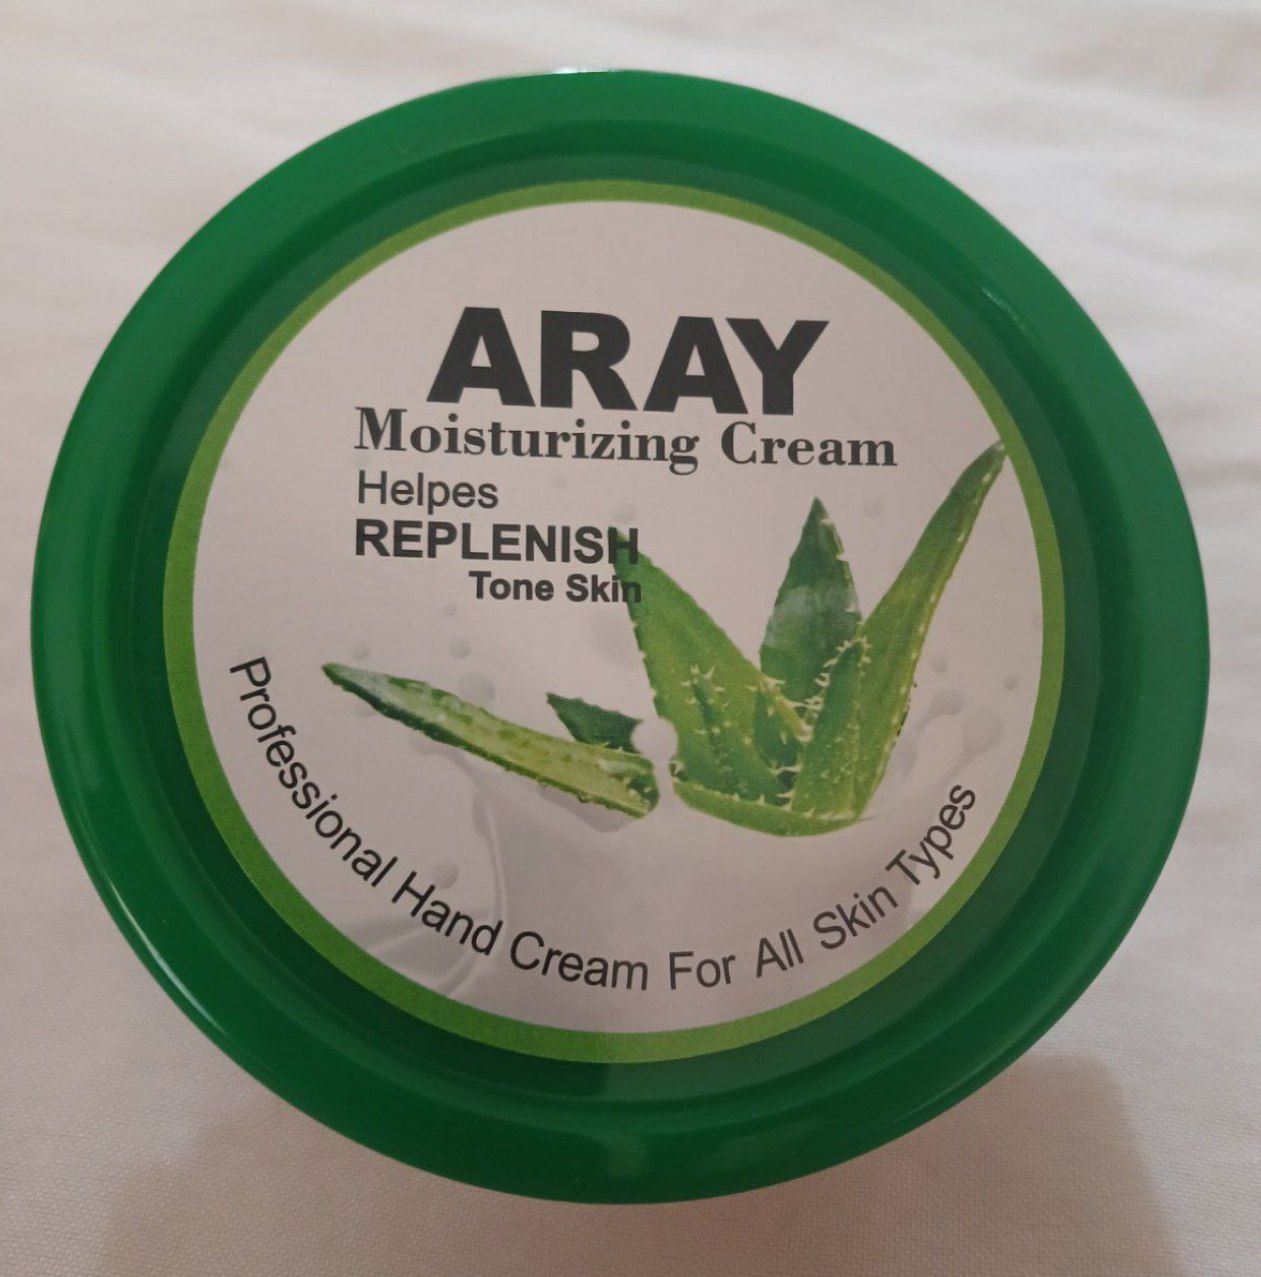 ARAY
Moisturizing Cream
Helpes
REPLENISH
Tone Skin
Professional Hand Cream For All Skin Types